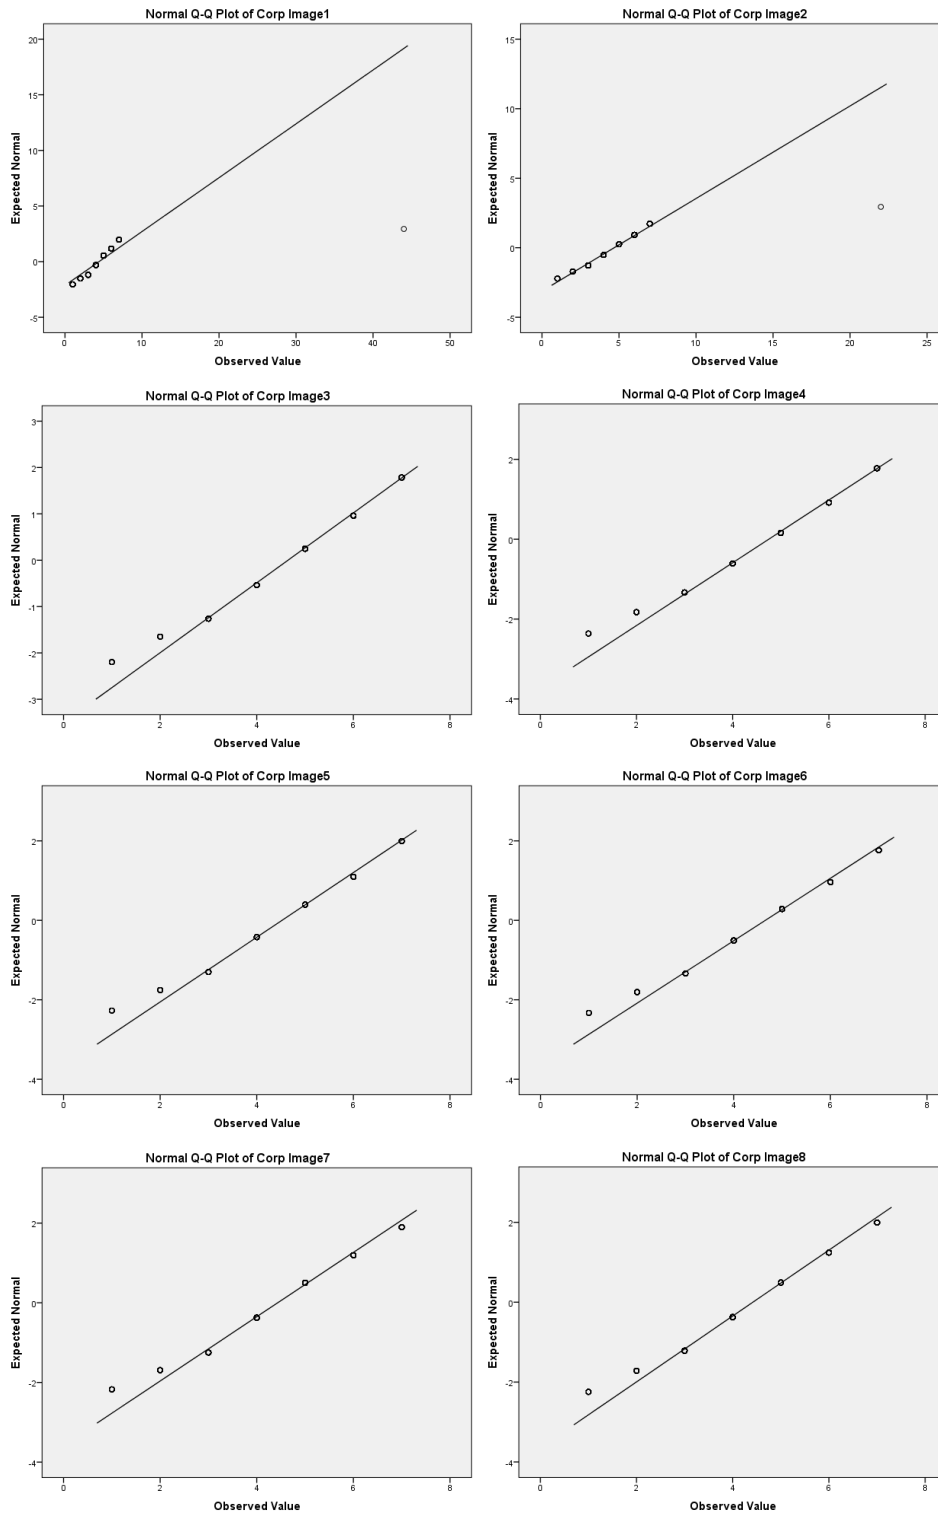 Normal Q-Q Plot of Corp Image1
Expected Normal
20
15
10
5
0
-5
0 10 20 30 40 50
Observed Value
Normal Q-Q Plot of Corp Image2
Expected Normal
15
10
5
0
-5
0 5 10 15 20 25
Observed Value
Normal Q-Q Plot of Corp Image3
Expected Normal
3
2
1
0
-1
-2
-3
0 2 4 6 8
Observed Value
Normal Q-Q Plot of Corp Image4
Expected Normal
2
0
-2
-4
0 2 4 6 8
Observed Value
Normal Q-Q Plot of Corp Image5
Expected Normal
2
0
-2
-4
0 2 4 6 8
Observed Value
Normal Q-Q Plot of Corp Image6
Expected Normal
2
0
-2
-4
0 2 4 6 8
Observed Value
Normal Q-Q Plot of Corp Image7
Expected Normal
2
0
-2
-4
0 2 4 6 8
Observed Value
Normal Q-Q Plot of Corp Image8
Expected Normal
2
0
-2
-4
0 2 4 6 8
Observed Value